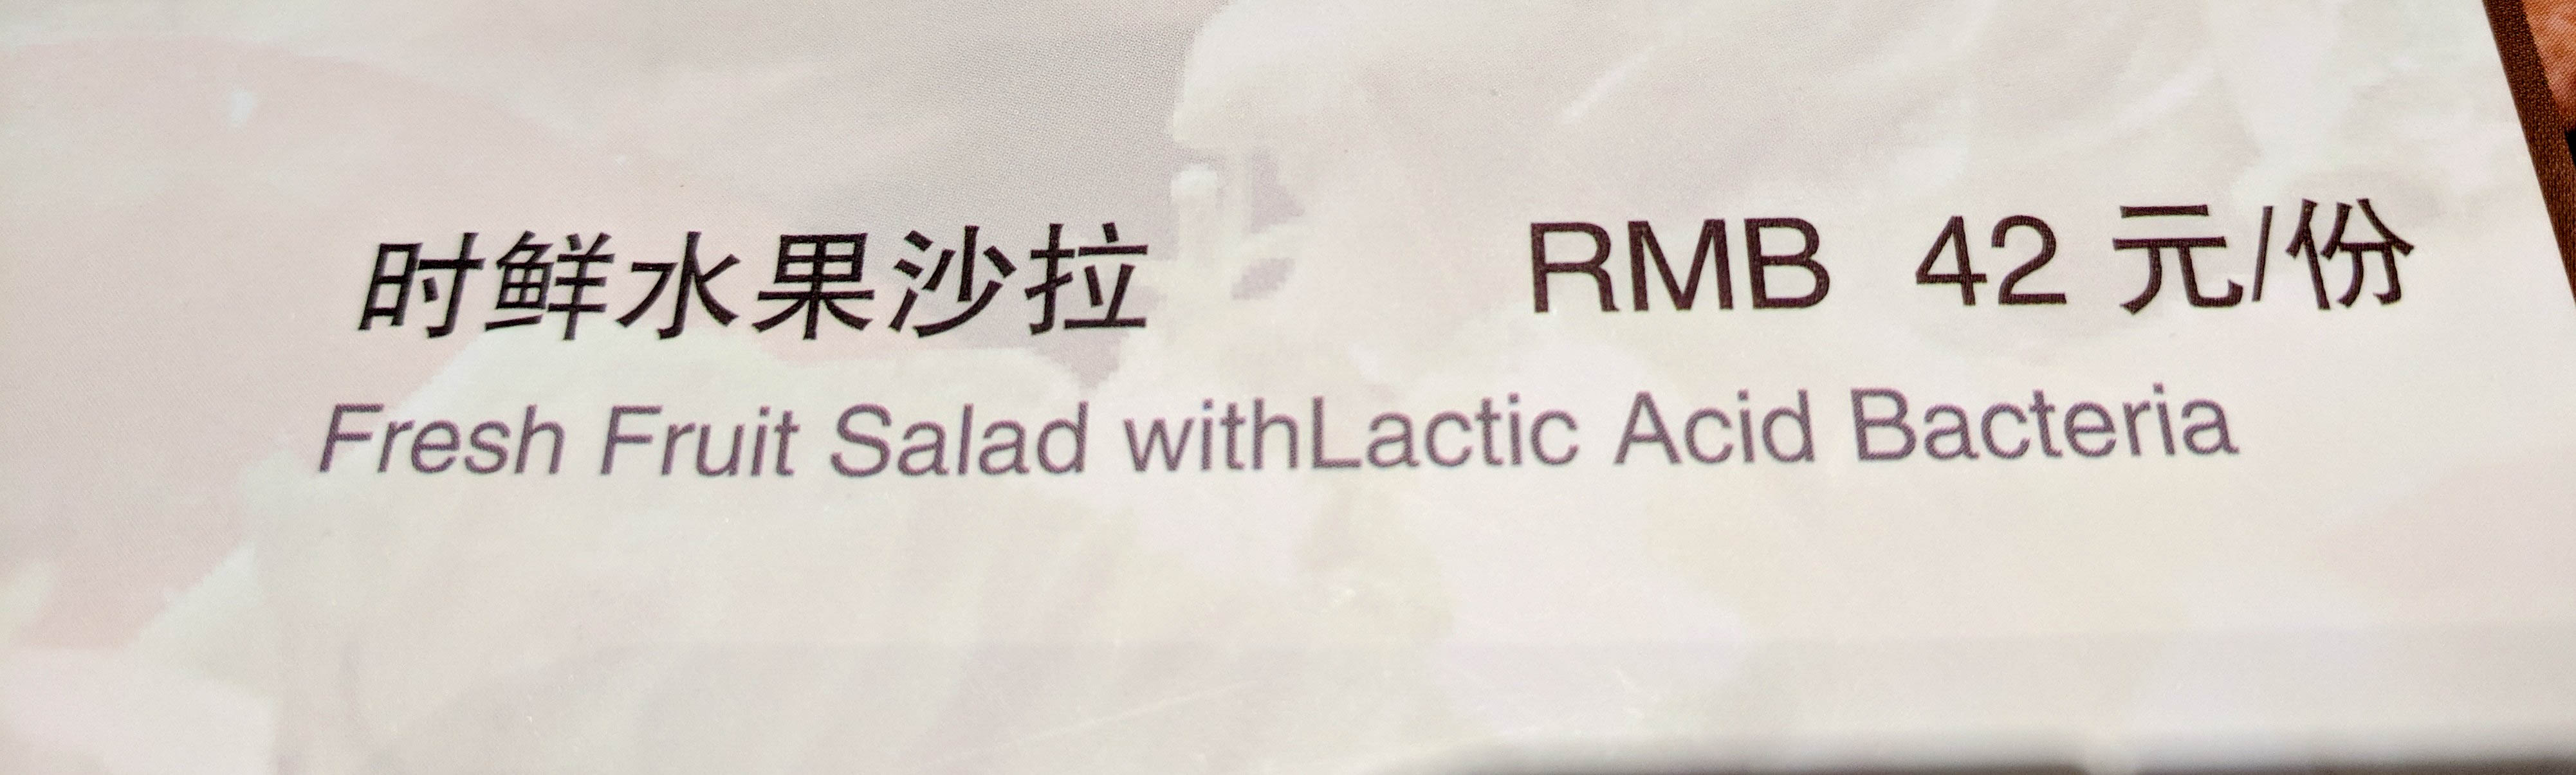 时鲜水果沙拉 RMB 42 元/份
Fresh Fruit Salad withLactic Acid Bacteria